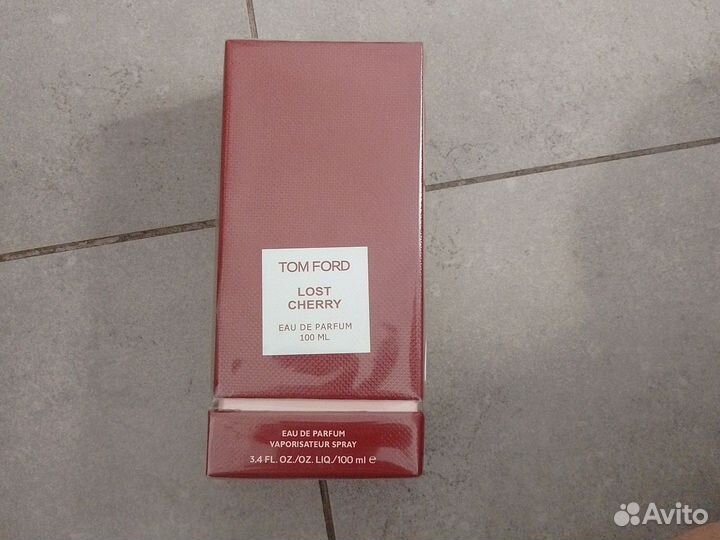 TOM FORD
LOST
CHERRY
EAU DE PARFUM
100 ML
EAU DE PARFUM
VAPORISATEUR SPRAY
3.4 FL. OZ./OZ. LIQ./100 ml ℮
Avito